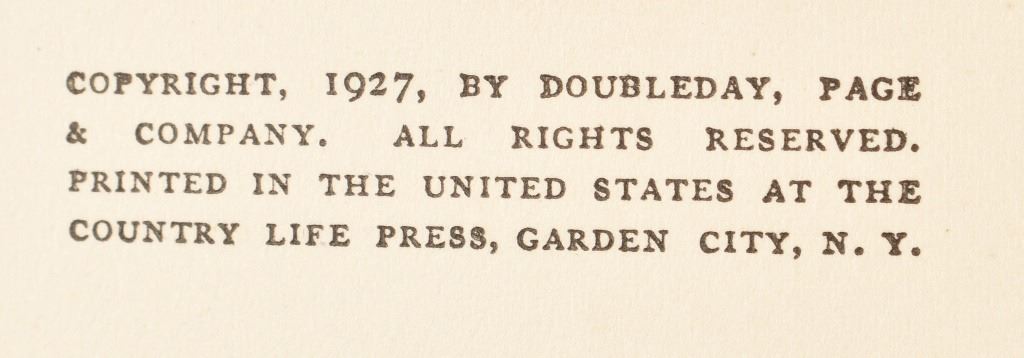 COPYRIGHT, 1927, BY DOUBLEDAY, PAGE
& COMPANY. ALL RIGHTS RESERVED.
PRINTED IN THE UNITED STATES AT THE
COUNTRY LIFE PRESS, GARDEN CITY, N. Y.